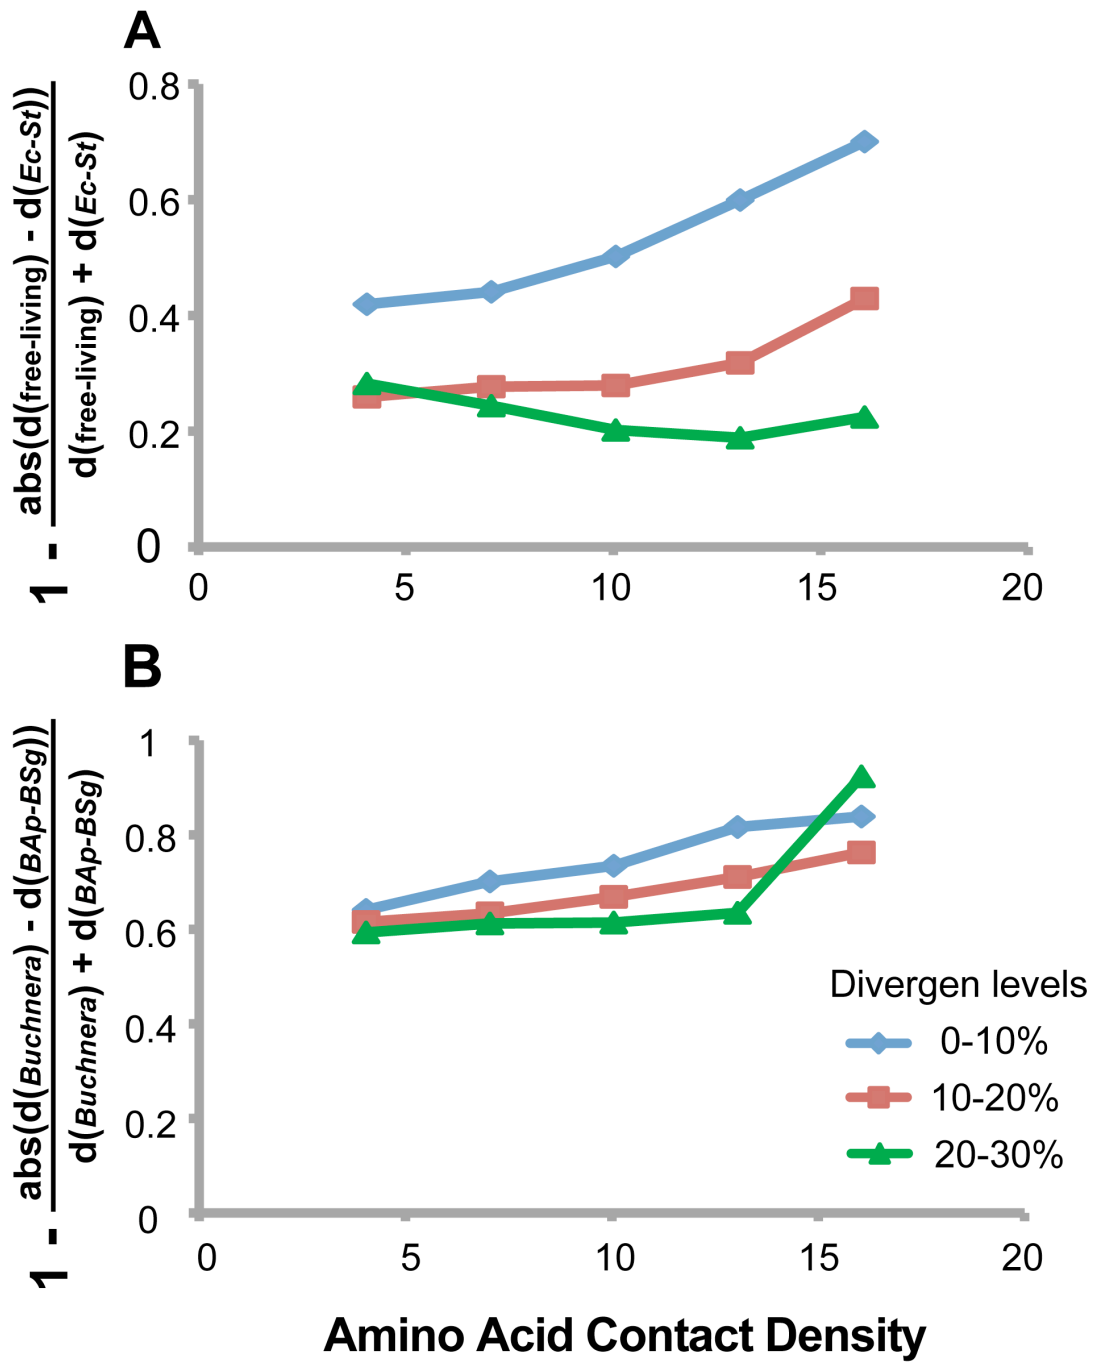 A
1 - abs(d(free-living) - d(Ec-St))
d(free-living) + d(Ec-St)
0.8
0.6
0.4
0.2
0
0 5 10 15 20
B
1 - abs(d(Buchnera) - d(BAp-BSg))
d(Buchnera) + d(BAp-BSg)
1
0.8
0.6
0.4
0.2
0
Divergen levels
0-10%
10-20%
20-30%
0 5 10 15 20
Amino Acid Contact Density